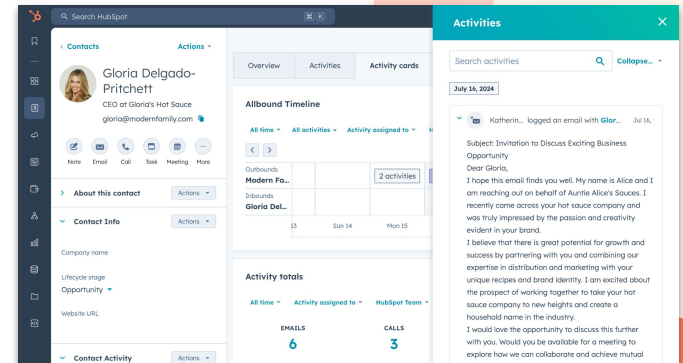 Search HubSpot
⌘ K
Contacts
Actions
Gloria Delgado-
Pritchett
CEO at Gloria's Hot Sauce
gloria@modernfamily.com
Note Email Call Task Meeting More
About this contact
Actions
Contact Info
Actions
Company name
Lifecycle stage
Opportunity
Website URL
Contact Activity
Actions
Overview Activities Activity cards
Allbound Timeline
All time All activities Activity assigned to H
Outbounds
Modern Fa...
2 activities
Inbounds
Gloria Del...
13 Sun 14 Mon 15
Activity totals
All time Activity assigned to HubSpot Team
EMAILS CALLS
6 3
Activities
Search activities
Collapse...
July 16, 2024
Katherin... logged an email with Glor... Jul 16,
Subject: Invitation to Discuss Exciting Business
Opportunity
Dear Gloria,
I hope this email finds you well. My name is Alice and I
am reaching out on behalf of Auntie Alice's Sauces. I
recently came across your hot sauce company and
was truly impressed by the passion and creativity
evident in your brand.
I believe that there is great potential for growth and
success by partnering with you and combining our
expertise in distribution and marketing with your
unique recipes and brand identity. I am excited about
the prospect of working together to take your hot
sauce company to new heights and create a
household name in the industry.
I would love the opportunity to discuss this further
with you. Would you be available for a meeting to
explore how we can collaborate and achieve mutual